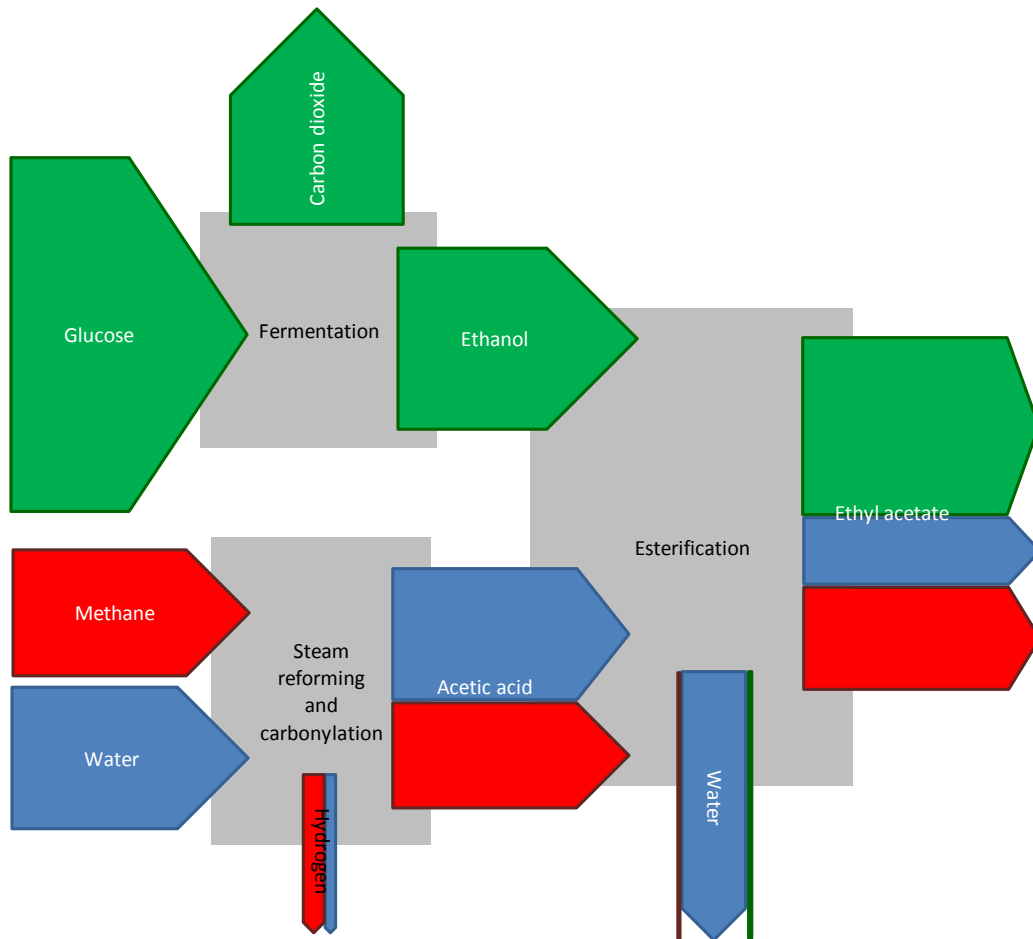 Carbon dioxide
Glucose
Fermentation
Ethanol
Ethyl acetate
Esterification
Methane
Steam
reforming
and
carbonylation
Acetic acid
Water
Hydrogen
Water